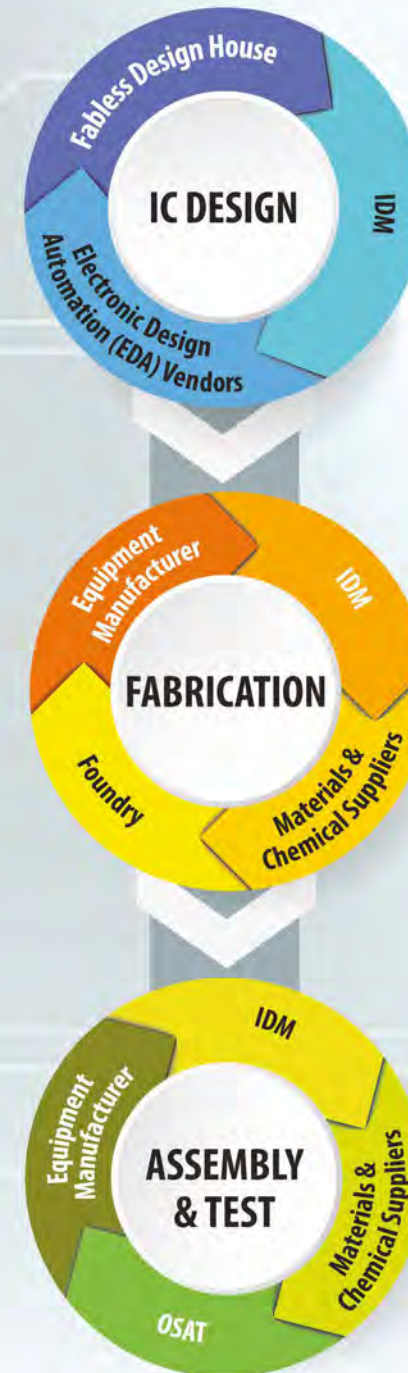 Fabless Design House
IDM
IC DESIGN
Electronic Design
Automation (EDA) Vendors
Equipment
Manufacturer
IDM
FABRICATION
Foundry
Materials &
Chemical Suppliers
IDM
Equipment
Manufacturer
ASSEMBLY
& TEST
Materials &
Chemical Suppliers
OSAT